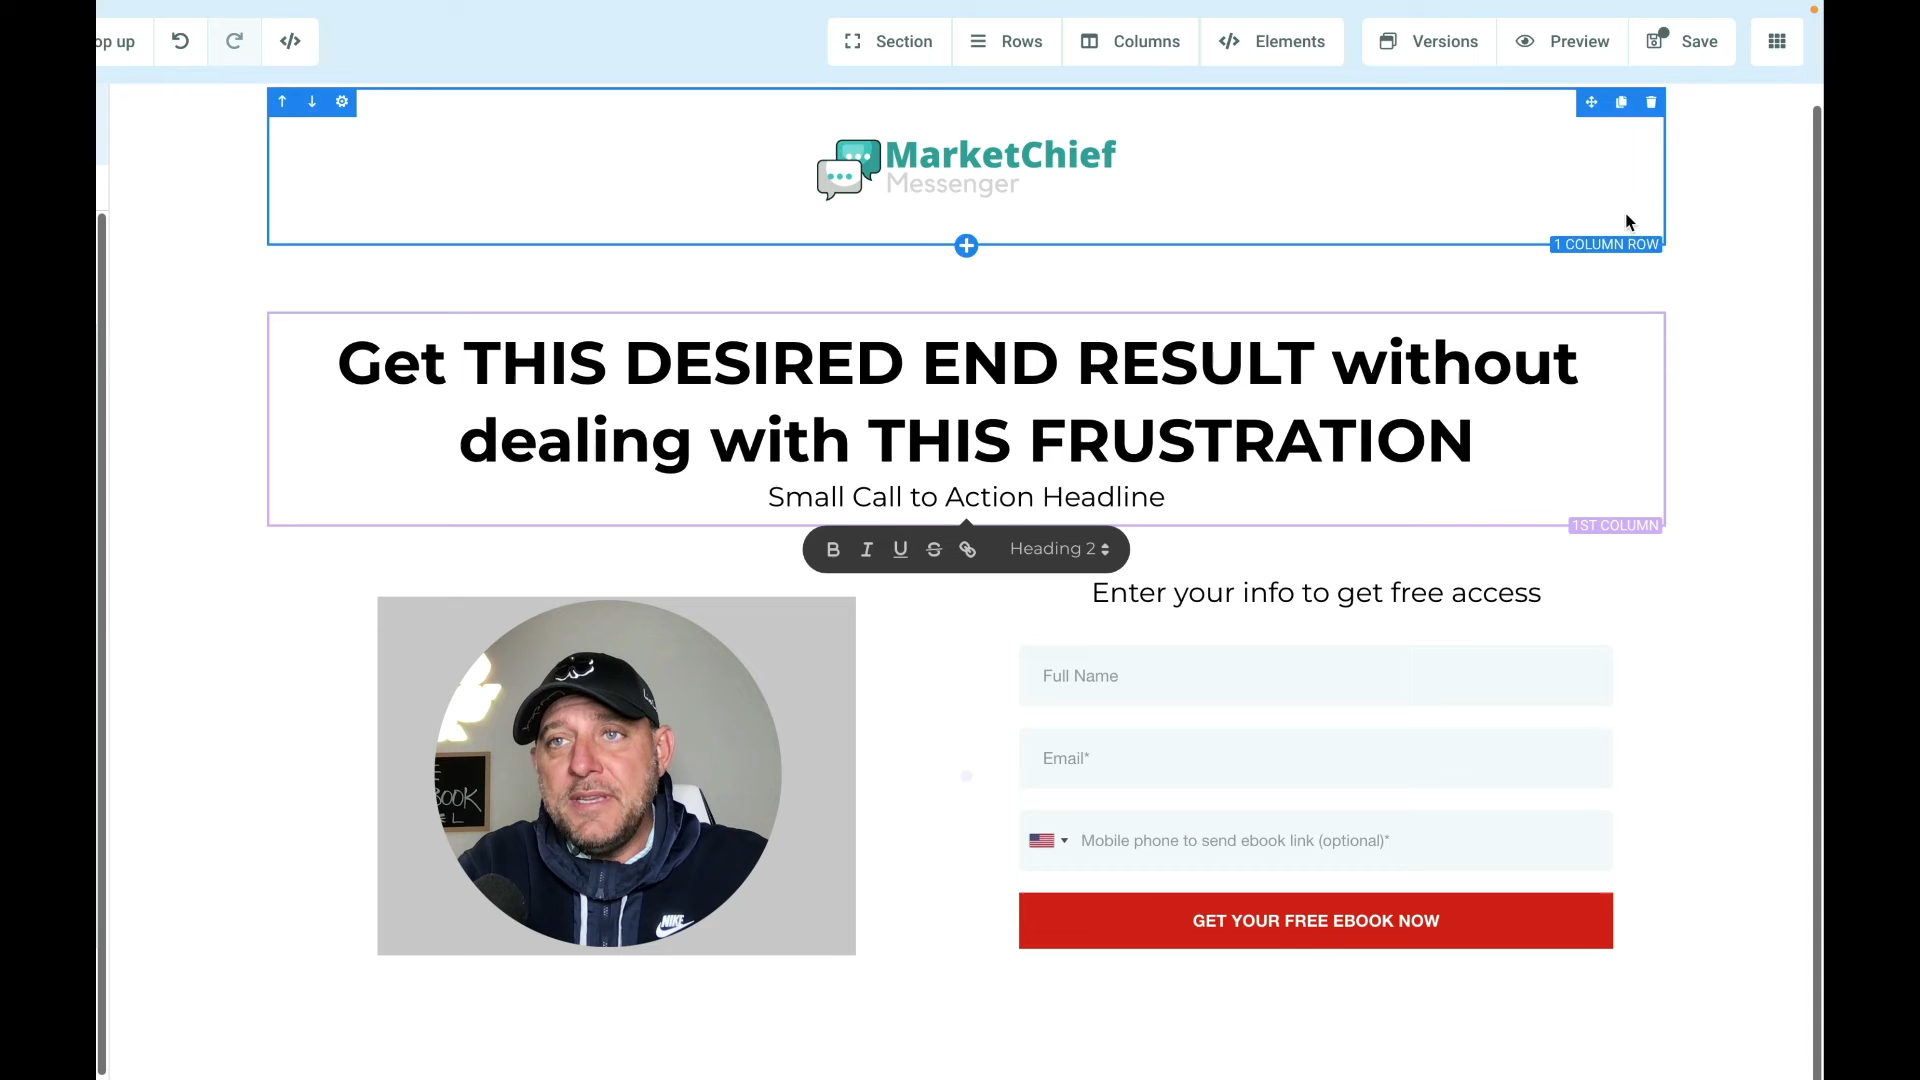 op up
Section
Rows
Columns
Elements
Versions
Preview
Save
MarketChief
Messenger
1 COLUMN ROW
Get THIS DESIRED END RESULT without
dealing with THIS FRUSTRATION
Small Call to Action Headline
1ST COLUMN
B I U S Heading 2
Enter your info to get free access
Full Name
Email*
Mobile phone to send ebook link (optional)*
GET YOUR FREE EBOOK NOW
E
BOOK
E L
NIKE